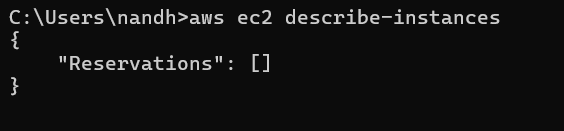 C:\Users\nandh>aws ec2 describe-instances
{
    "Reservations": []
}